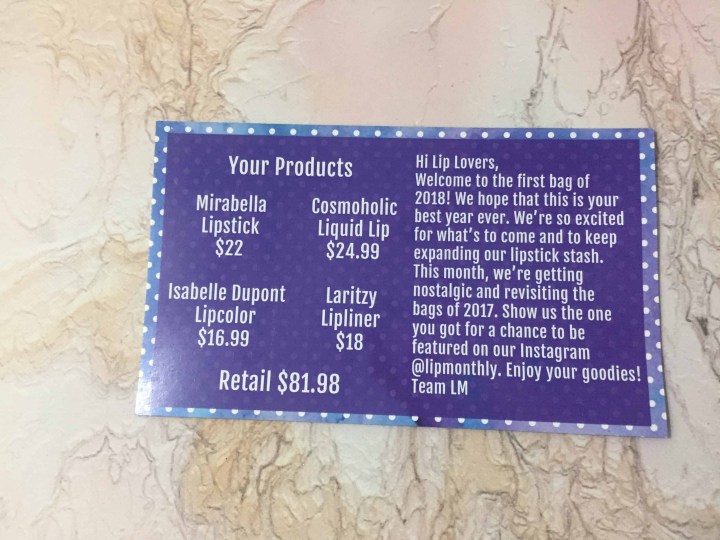 Your Products
Mirabella
Lipstick
$22
Cosmoholic
Liquid Lip
$24.99
Isabelle Dupont
Lipcolor
$16.99
Laritzy
Lipliner
$18
Retail $81.98
Hi Lip Lovers,
Welcome to the first bag of
2018! We hope that this is your
best year ever. We're so excited
for what's to come and to keep
expanding our lipstick stash.
This month, we're getting
nostalgic and revisiting the
bags of 2017. Show us the one
you got for a chance to be
featured on our Instagram
@lipmonthly. Enjoy your goodies!
Team LM